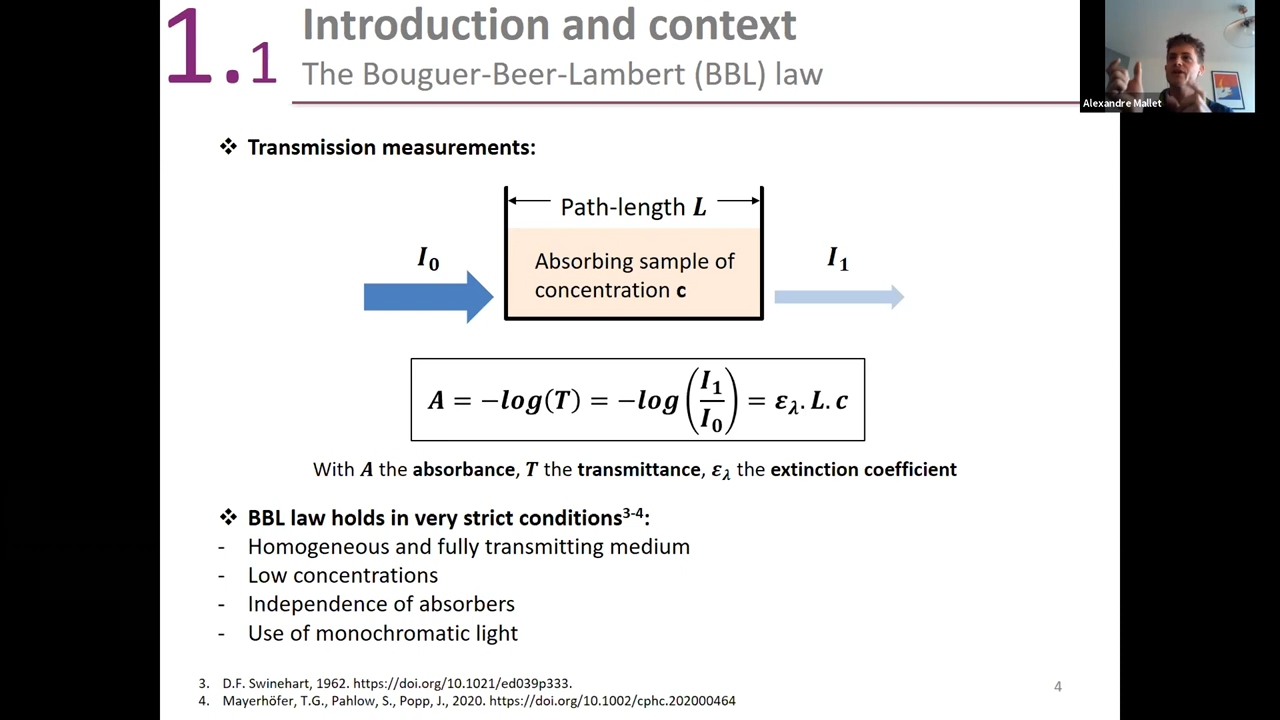 1.1
Introduction and context
The Bouguer-Beer-Lambert (BBL) law
Alexandre Mallet
❖ Transmission measurements:
Path-length L
I₀
Absorbing sample of
concentration c
I₁
A = −log(T) = −log(I₁/I₀) = ελ.L.c
With A the absorbance, T the transmittance, ελ the extinction coefficient
❖ BBL law holds in very strict conditions³⁻⁴:
- Homogeneous and fully transmitting medium
- Low concentrations
- Independence of absorbers
- Use of monochromatic light
3. D.F. Swinehart, 1962. https://doi.org/10.1021/ed039p333.
4. Mayerhöfer, T.G., Pahlow, S., Popp, J., 2020. https://doi.org/10.1002/cphc.202000464
4